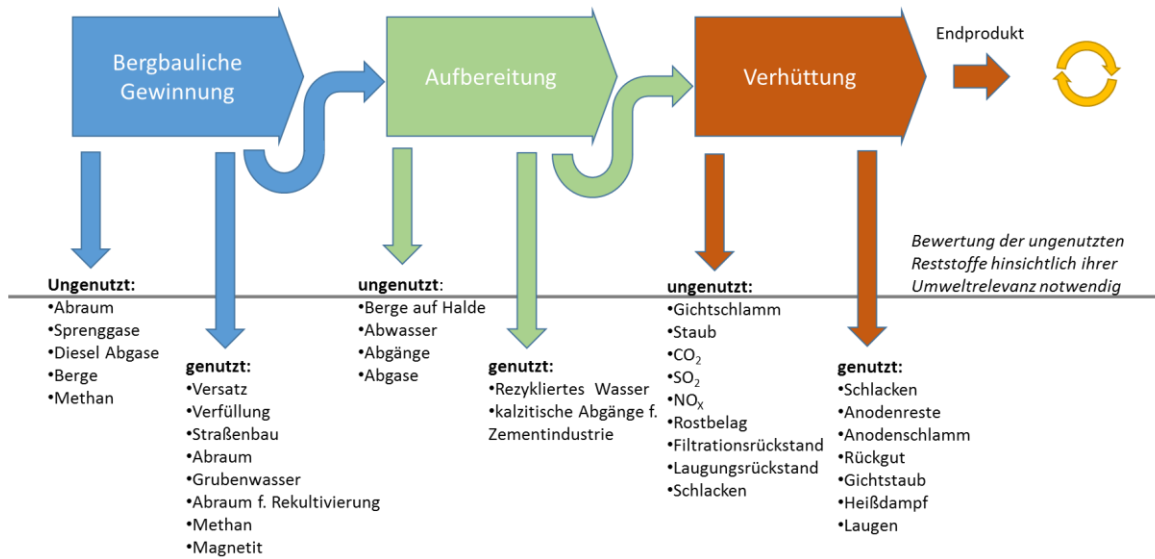 Bergbauliche
Gewinnung
Aufbereitung
Verhüttung
Endprodukt
Bewertung der ungenutzten
Reststoffe hinsichtlich ihrer
Umweltrelevanz notwendig
Ungenutzt:
•Abraum
•Sprenggase
•Diesel Abgase
•Berge
•Methan
genutzt:
•Versatz
•Verfüllung
•Straßenbau
•Abraum
•Grubenwasser
•Abraum f. Rekultivierung
•Methan
•Magnetit
ungenutzt:
•Berge auf Halde
•Abwasser
•Abgänge
•Abgase
genutzt:
•Rezykliertes Wasser
•kalzitische Abgänge f.
Zementindustrie
ungenutzt:
•Gichtschlamm
•Staub
•CO₂
•SO₂
•NOₓ
•Rostbelag
•Filtrationsrückstand
•Laugungsrückstand
•Schlacken
genutzt:
•Schlacken
•Anodenreste
•Anodenschlamm
•Rückgut
•Gichtstaub
•Heißdampf
•Laugen